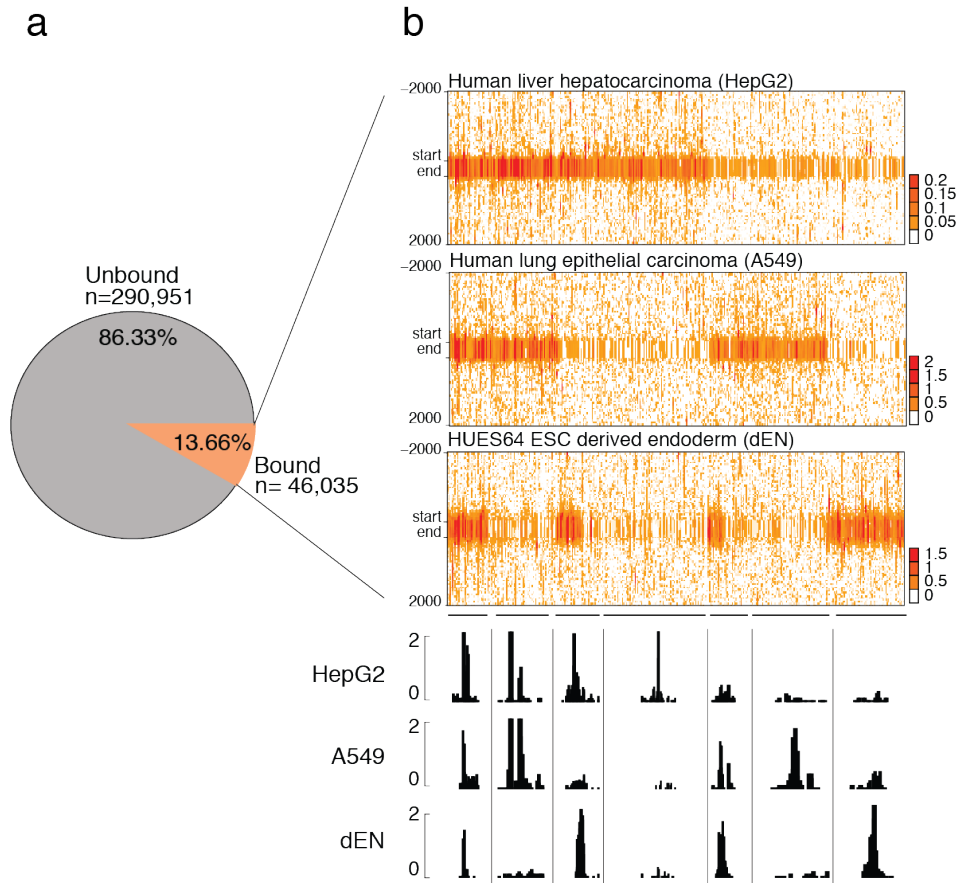 a
b
Unbound
n=290,951
86.33%
13.66%
Bound
n= 46,035
Human liver hepatocarcinoma (HepG2)
−2000
start
end
2000
0.2
0.15
0.1
0.05
0
Human lung epithelial carcinoma (A549)
−2000
start
end
2000
2
1.5
1
0.5
0
HUES64 ESC derived endoderm (dEN)
−2000
start
end
2000
1.5
1
0.5
0
HepG2
2
0
A549
2
0
dEN
2
0